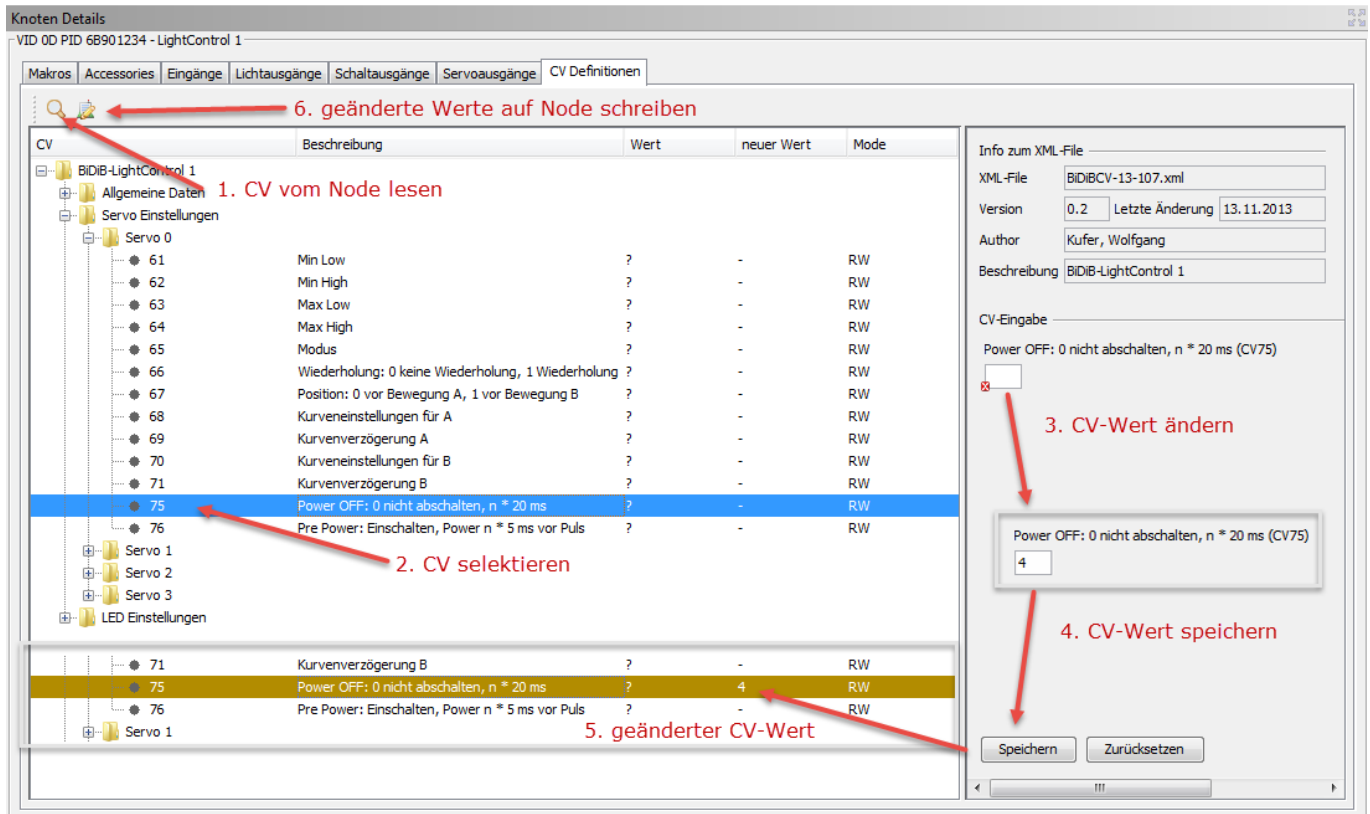 Knoten Details
VID 0D PID 6B901234 - LightControl 1
Makros Accessories Eingänge Lichtausgänge Schaltausgänge Servoausgänge CV Definitionen
6. geänderte Werte auf Node schreiben
CV Beschreibung Wert neuer Wert Mode
BiDiB-LightControl 1
Allgemeine Daten
1. CV vom Node lesen
Servo Einstellungen
Servo 0
61 Min Low ? - RW
62 Min High ? - RW
63 Max Low ? - RW
64 Max High ? - RW
65 Modus ? - RW
66 Wiederholung: 0 keine Wiederholung, 1 Wiederholung ? - RW
67 Position: 0 vor Bewegung A, 1 vor Bewegung B ? - RW
68 Kurveneinstellungen für A ? - RW
69 Kurvenverzögerung A ? - RW
70 Kurveneinstellungen für B ? - RW
71 Kurvenverzögerung B ? - RW
75 Power OFF: 0 nicht abschalten, n * 20 ms ? - RW
76 Pre Power: Einschalten, Power n * 5 ms vor Puls ? - RW
Servo 1
2. CV selektieren
Servo 2
Servo 3
LED Einstellungen
71 Kurvenverzögerung B ? - RW
75 Power OFF: 0 nicht abschalten, n * 20 ms ? 4 RW
76 Pre Power: Einschalten, Power n * 5 ms vor Puls ? - RW
Servo 1
5. geänderter CV-Wert
Info zum XML-File
XML-File BiDiBCV-13-107.xml
Version 0.2 Letzte Änderung 13.11.2013
Author Kufer, Wolfgang
Beschreibung BiDiB-LightControl 1
CV-Eingabe
Power OFF: 0 nicht abschalten, n * 20 ms (CV75)
3. CV-Wert ändern
Power OFF: 0 nicht abschalten, n * 20 ms (CV75)
4
4. CV-Wert speichern
Speichern Zurücksetzen